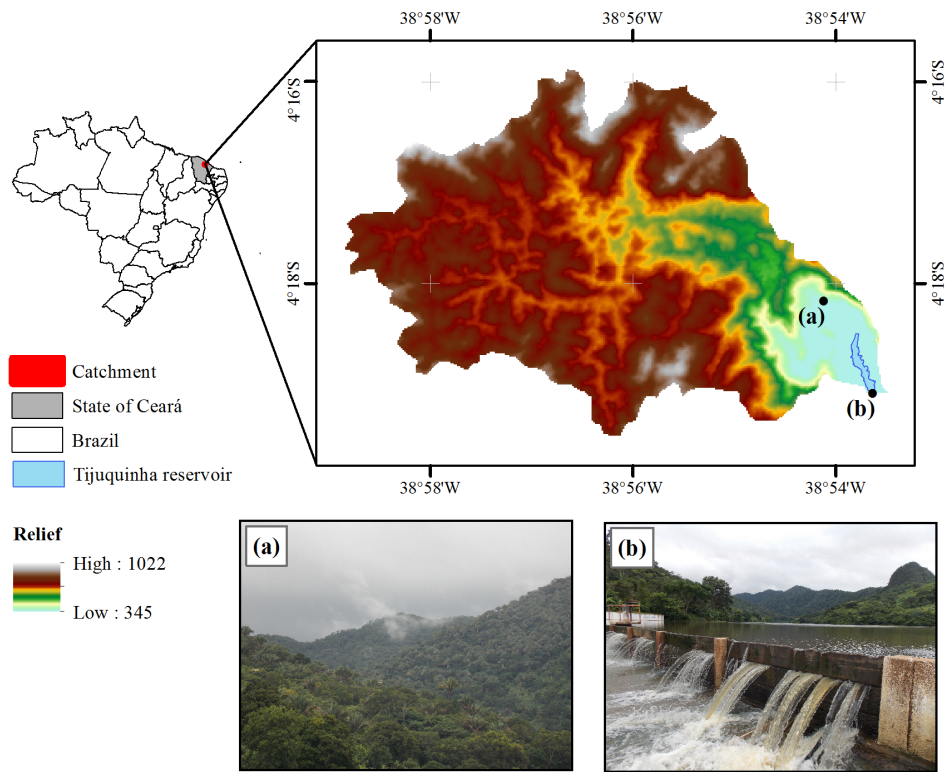 38°58'W
38°56'W
38°54'W
4°16'S
4°16'S
4°18'S
4°18'S
(a)
(b)
38°58'W
38°56'W
38°54'W
Catchment
State of Ceará
Brazil
Tijuquinha reservoir
Relief
High : 1022
Low : 345
(a)
(b)